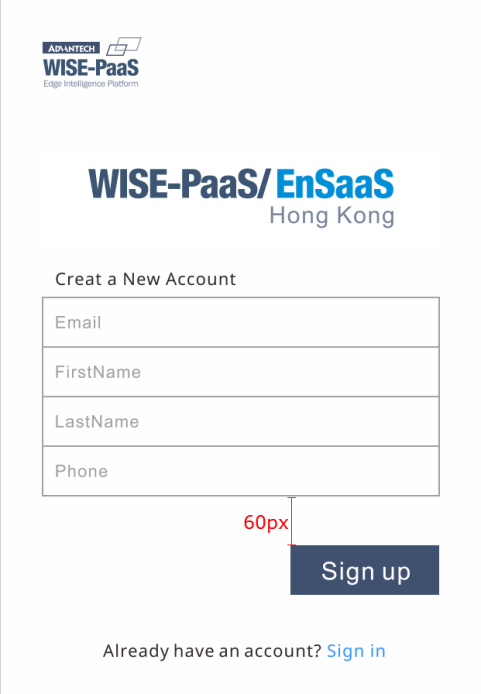 ADVANTECH
WISE-PaaS
Edge Intelligence Platform
WISE-PaaS/ EnSaaS
Hong Kong
Creat a New Account
Email
FirstName
LastName
Phone
60px
Sign up
Already have an account? Sign in